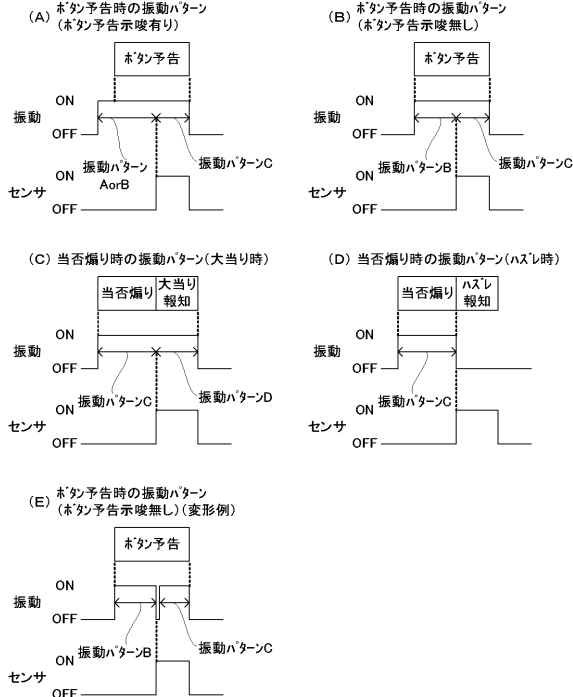 (A) ボタン予告時の振動パターン
(ボタン予告示唆有り)
ボタン予告
振動
ON
OFF
振動パターン
AorB
振動パターンC
センサ
ON
OFF
(B) ボタン予告時の振動パターン
(ボタン予告示唆無し)
ボタン予告
振動
ON
OFF
振動パターンB
振動パターンC
センサ
ON
OFF
(C) 当否煽り時の振動パターン(大当り時)
当否煽り
大当り
報知
振動
ON
OFF
振動パターンC
振動パターンD
センサ
ON
OFF
(D) 当否煽り時の振動パターン(ハズレ時)
当否煽り
ハズレ
報知
振動
ON
OFF
振動パターンC
センサ
ON
OFF
(E) ボタン予告時の振動パターン
(ボタン予告示唆無し)(変形例)
ボタン予告
振動
ON
OFF
振動パターンB
振動パターンC
センサ
ON
OFF